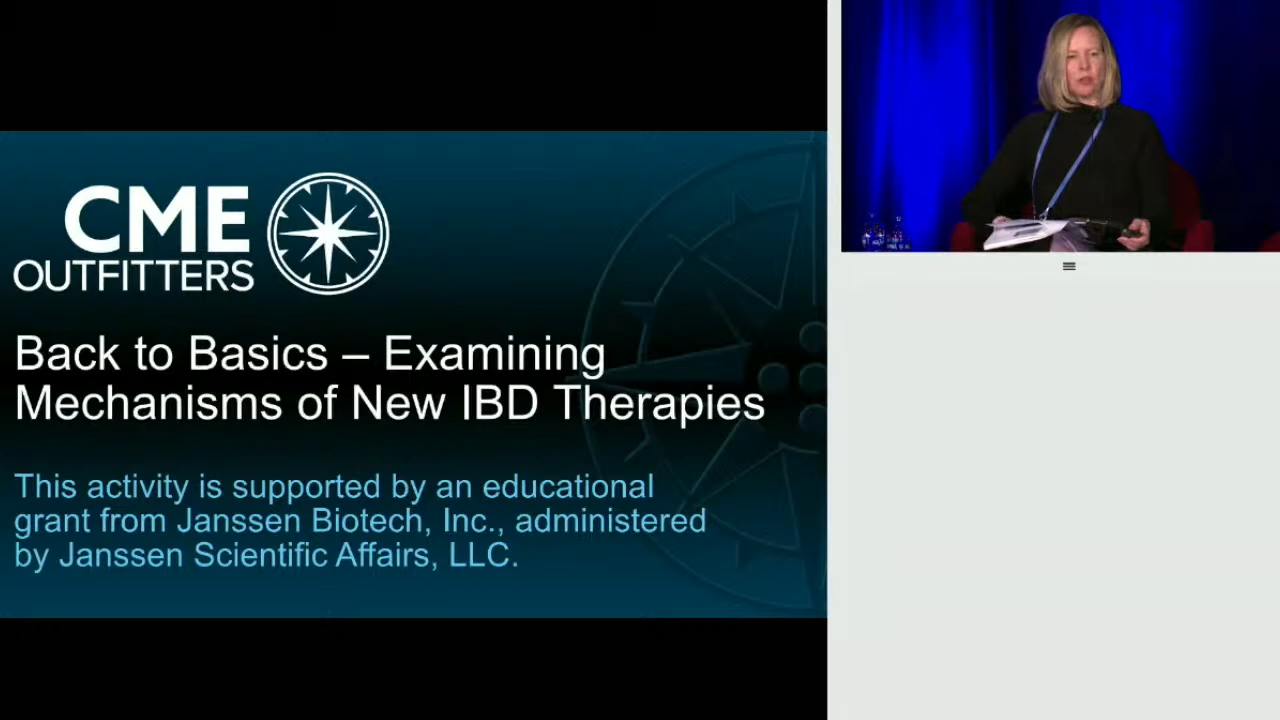 CME
OUTFITTERS
Back to Basics – Examining
Mechanisms of New IBD Therapies
This activity is supported by an educational
grant from Janssen Biotech, Inc., administered
by Janssen Scientific Affairs, LLC.